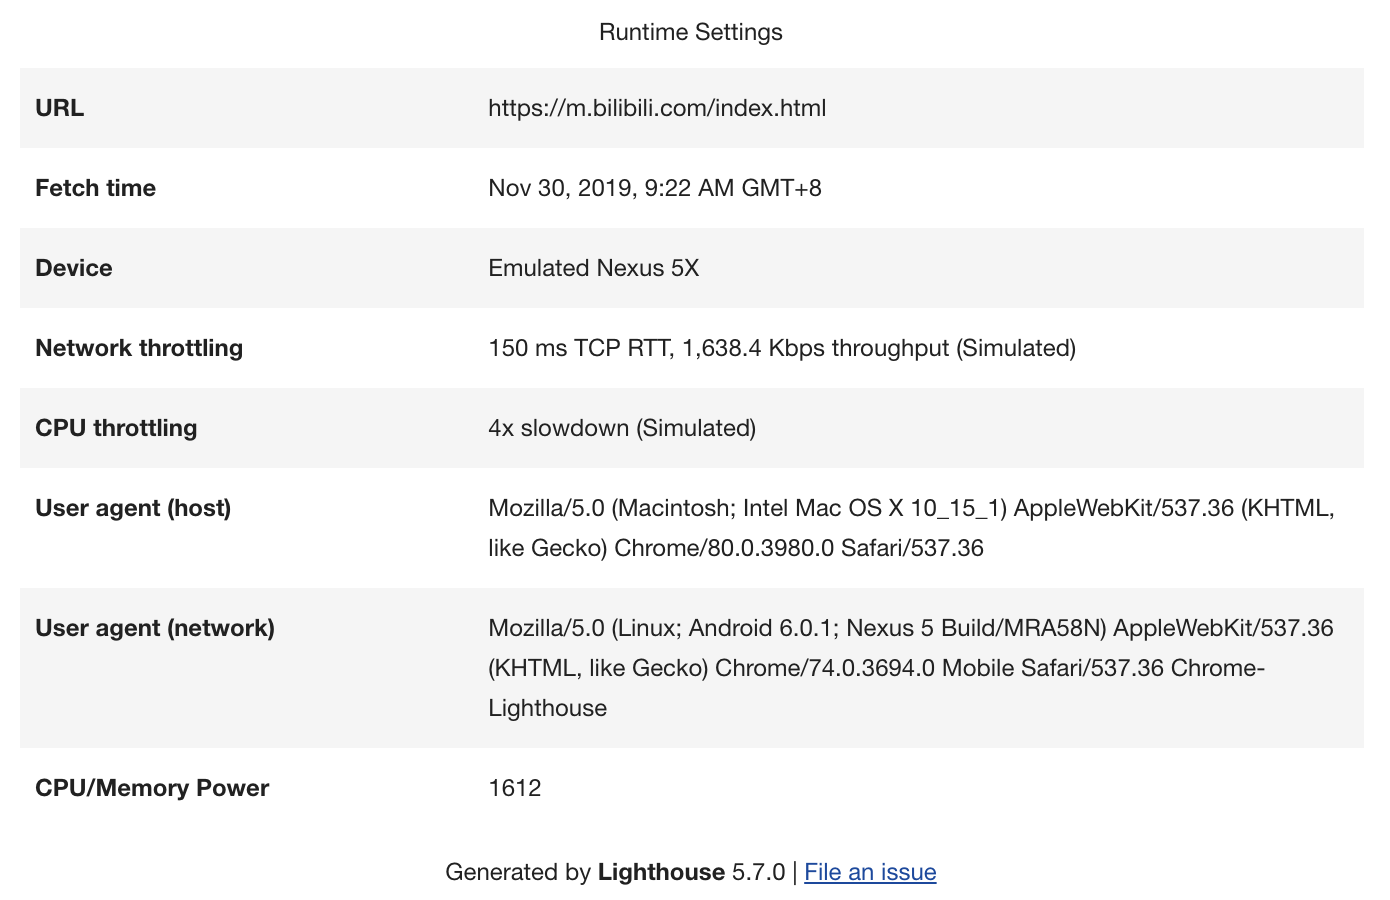 Runtime Settings
URL
https://m.bilibili.com/index.html
Fetch time
Nov 30, 2019, 9:22 AM GMT+8
Device
Emulated Nexus 5X
Network throttling
150 ms TCP RTT, 1,638.4 Kbps throughput (Simulated)
CPU throttling
4x slowdown (Simulated)
User agent (host)
Mozilla/5.0 (Macintosh; Intel Mac OS X 10_15_1) AppleWebKit/537.36 (KHTML,
like Gecko) Chrome/80.0.3980.0 Safari/537.36
User agent (network)
Mozilla/5.0 (Linux; Android 6.0.1; Nexus 5 Build/MRA58N) AppleWebKit/537.36
(KHTML, like Gecko) Chrome/74.0.3694.0 Mobile Safari/537.36 Chrome-
Lighthouse
CPU/Memory Power
1612
Generated by Lighthouse 5.7.0 | File an issue